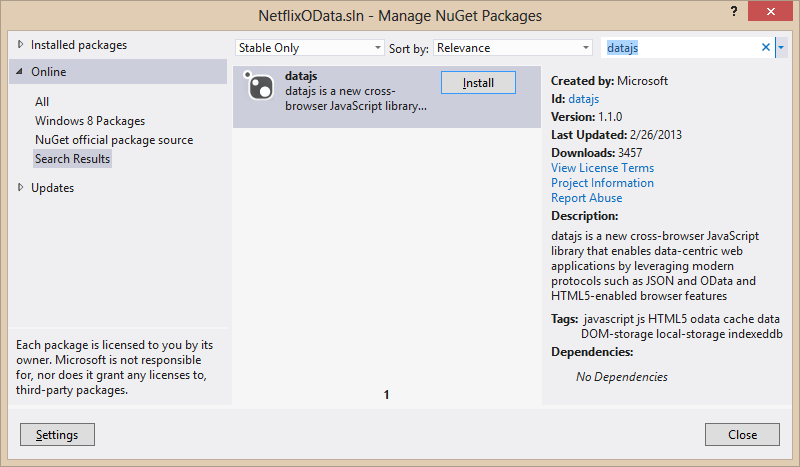 NetflixOData.sln - Manage NuGet Packages
?
Installed packages
Online
All
Windows 8 Packages
NuGet official package source
Search Results
Updates
Each package is licensed to you by its
owner. Microsoft is not responsible
for, nor does it grant any licenses to,
third-party packages.
Stable Only
Sort by: Relevance
datajs
datajs is a new cross-
browser JavaScript library...
Install
1
datajs
Created by: Microsoft
Id: datajs
Version: 1.1.0
Last Updated: 2/26/2013
Downloads: 3457
View License Terms
Project Information
Report Abuse
Description:
datajs is a new cross-browser JavaScript
library that enables data-centric web
applications by leveraging modern
protocols such as JSON and OData and
HTML5-enabled browser features
Tags: javascript js HTML5 odata cache data
DOM-storage local-storage indexeddb
Dependencies:
No Dependencies
Settings
Close